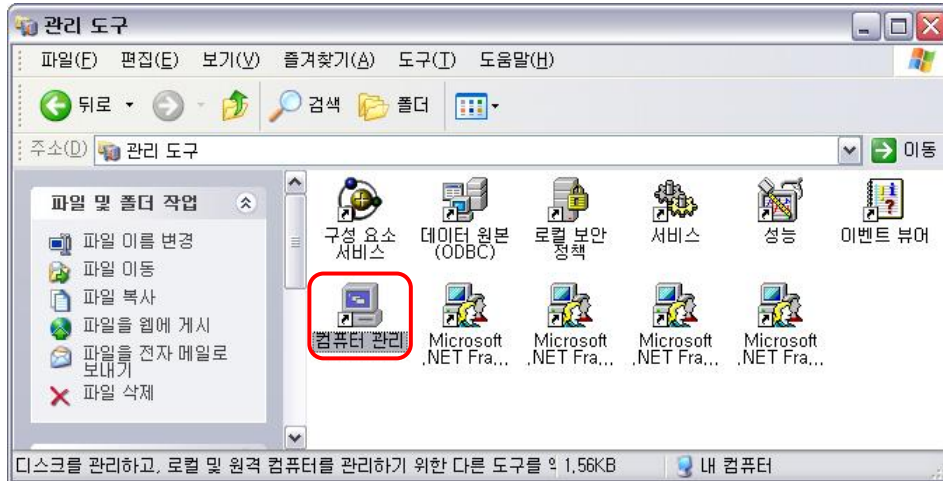 관리 도구
파일(F) 편집(E) 보기(V) 즐겨찾기(A) 도구(T) 도움말(H)
뒤로 검색 폴더
주소(D) 관리 도구 이동
파일 및 폴더 작업
파일 이름 변경
파일 이동
파일 복사
파일을 웹에 게시
파일을 전자 메일로
보내기
파일 삭제
구성 요소
서비스
데이터 원본
(ODBC)
로컬 보안
정책
서비스
성능
이벤트 뷰어
컴퓨터 관리
Microsoft
.NET Fra...
Microsoft
.NET Fra...
Microsoft
.NET Fra...
Microsoft
.NET Fra...
디스크를 관리하고, 로컬 및 원격 컴퓨터를 관리하기 위한 다른 도구를 1,56KB 내 컴퓨터